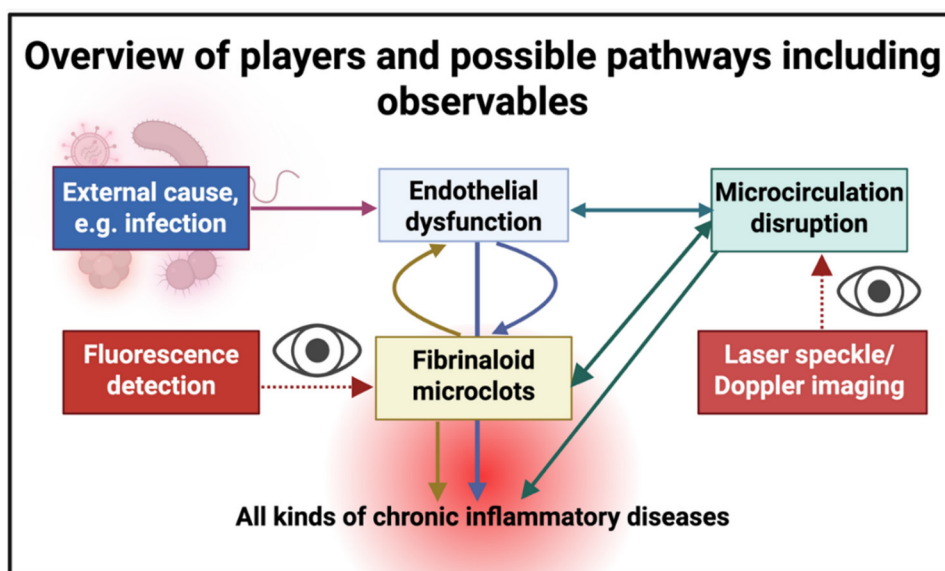 Overview of players and possible pathways including
observables
External cause,
e.g. infection
Endothelial
dysfunction
Microcirculation
disruption
Fluorescence
detection
Fibrinaloid
microclots
Laser speckle/
Doppler imaging
All kinds of chronic inflammatory diseases